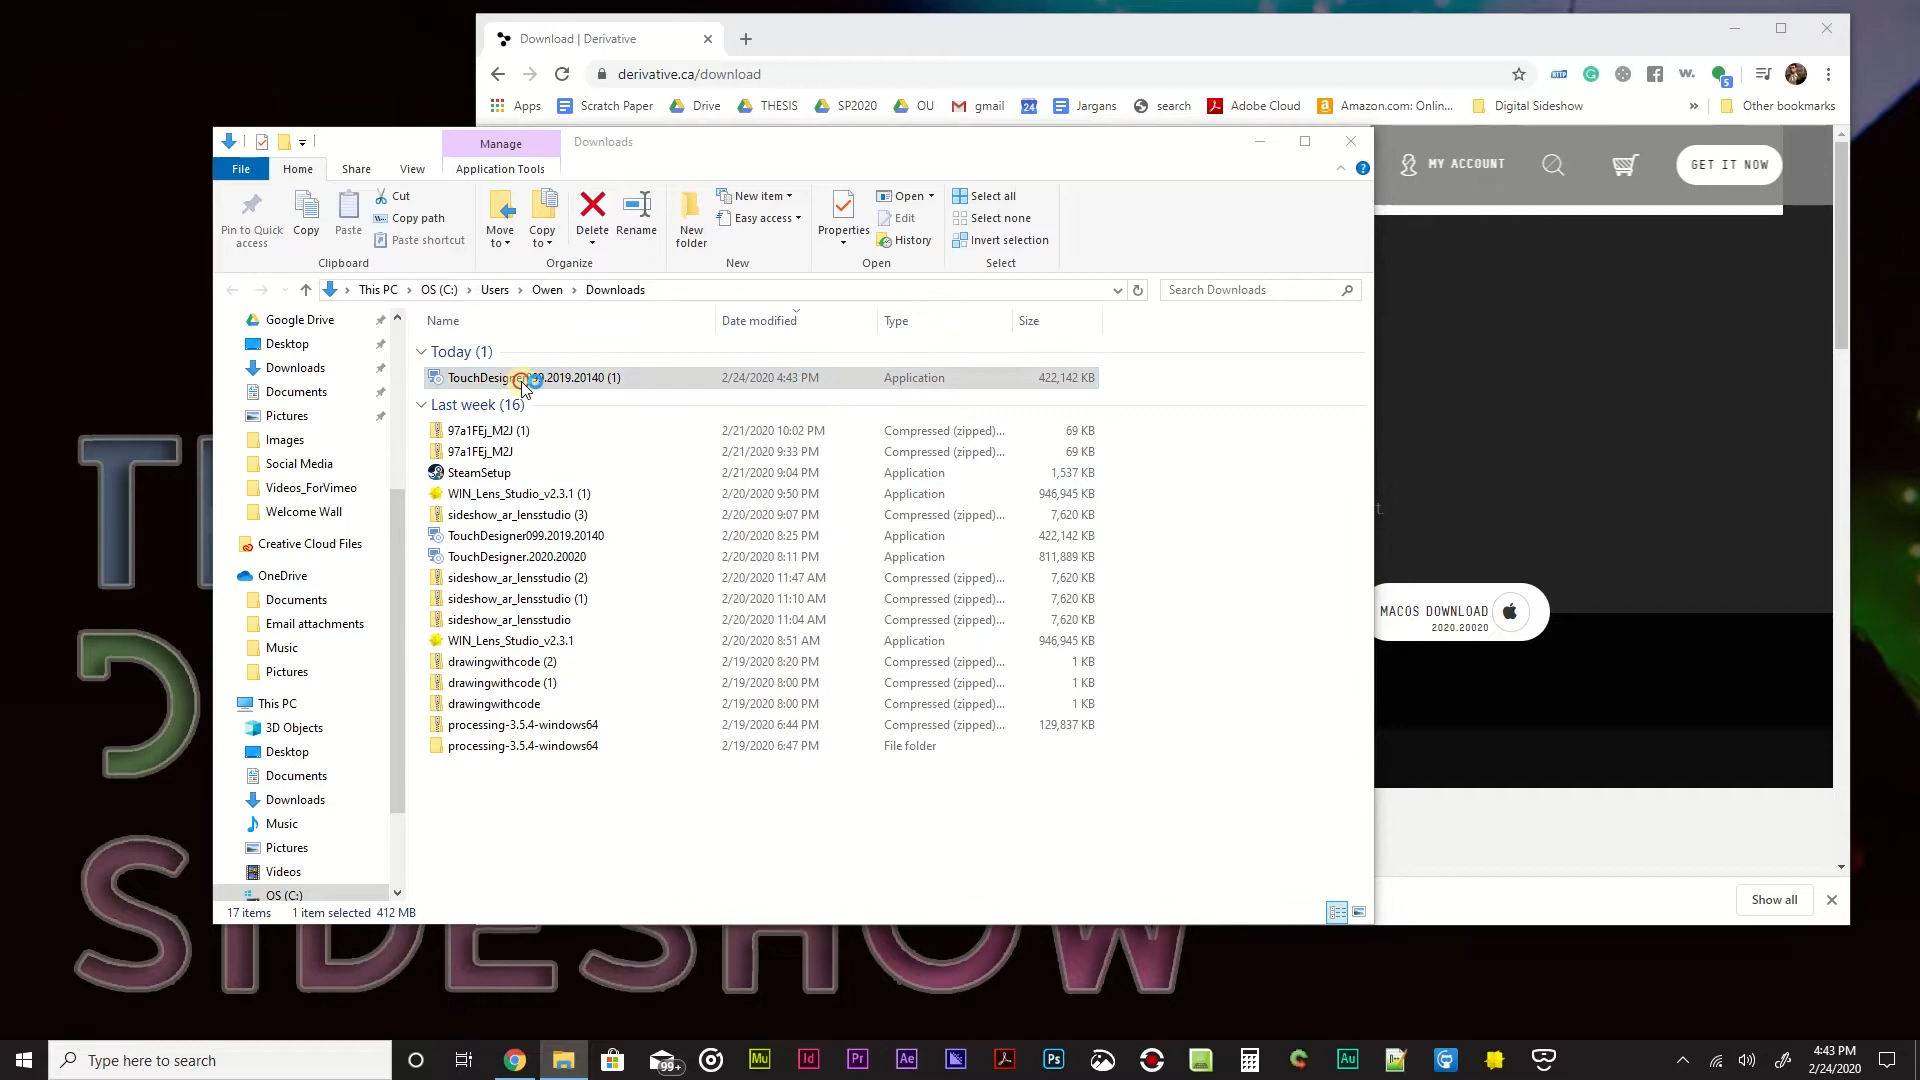 Download | Derivative
derivative.ca/download
Apps Scratch Paper Drive THESIS SP2020 OU gmail 24 Jargans search Adobe Cloud Amazon.com: Onlin... Digital Sideshow » Other bookmarks
MY ACCOUNT GET IT NOW
MACOS DOWNLOAD
2020.20020
Show all
Manage Downloads
File Home Share View Application Tools
Pin to Quick access
Copy
Paste
Cut
Copy path
Paste shortcut
Clipboard
Move to
Copy to
Delete
Rename
Organize
New folder
New item
Easy access
New
Properties
Open
Edit
History
Open
Select all
Select none
Invert selection
Select
This PC > OS (C:) > Users > Owen > Downloads
Search Downloads
Google Drive
Desktop
Downloads
Documents
Pictures
Images
Social Media
Videos_ForVimeo
Welcome Wall
Creative Cloud Files
OneDrive
Documents
Email attachments
Music
Pictures
This PC
3D Objects
Desktop
Documents
Downloads
Music
Pictures
Videos
OS (C:)
Name Date modified Type Size
Today (1)
TouchDesigner099.2019.20140 (1) 2/24/2020 4:43 PM Application 422,142 KB
Last week (16)
97a1FEj_M2J (1) 2/21/2020 10:02 PM Compressed (zipped)... 69 KB
97a1FEj_M2J 2/21/2020 9:33 PM Compressed (zipped)... 69 KB
SteamSetup 2/21/2020 9:04 PM Application 1,537 KB
WIN_Lens_Studio_v2.3.1 (1) 2/20/2020 9:50 PM Application 946,945 KB
sideshow_ar_lensstudio (3) 2/20/2020 9:07 PM Compressed (zipped)... 7,620 KB
TouchDesigner099.2019.20140 2/20/2020 8:25 PM Application 422,142 KB
TouchDesigner.2020.20020 2/20/2020 8:11 PM Application 811,889 KB
sideshow_ar_lensstudio (2) 2/20/2020 11:47 AM Compressed (zipped)... 7,620 KB
sideshow_ar_lensstudio (1) 2/20/2020 11:10 AM Compressed (zipped)... 7,620 KB
sideshow_ar_lensstudio 2/20/2020 11:04 AM Compressed (zipped)... 7,620 KB
WIN_Lens_Studio_v2.3.1 2/20/2020 8:51 AM Application 946,945 KB
drawingwithcode (2) 2/19/2020 8:20 PM Compressed (zipped)... 1 KB
drawingwithcode (1) 2/19/2020 8:00 PM Compressed (zipped)... 1 KB
drawingwithcode 2/19/2020 8:00 PM Compressed (zipped)... 1 KB
processing-3.5.4-windows64 2/19/2020 6:44 PM Compressed (zipped)... 129,837 KB
processing-3.5.4-windows64 2/19/2020 6:47 PM File folder
17 items 1 item selected 412 MB
SIDESHOW
Type here to search
99+ Mu Id Pr Ae Ps Au
4:43 PM
2/24/2020